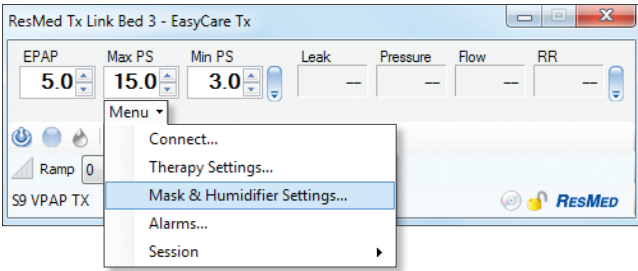 ResMed Tx Link Bed 3 - EasyCare Tx
EPAP Max PS Min PS Leak Pressure Flow RR
5.0 15.0 3.0 -- -- -- --
Menu
Connect...
Therapy Settings...
Ramp 0
Mask & Humidifier Settings...
S9 VPAP TX
RESMED
Alarms...
Session